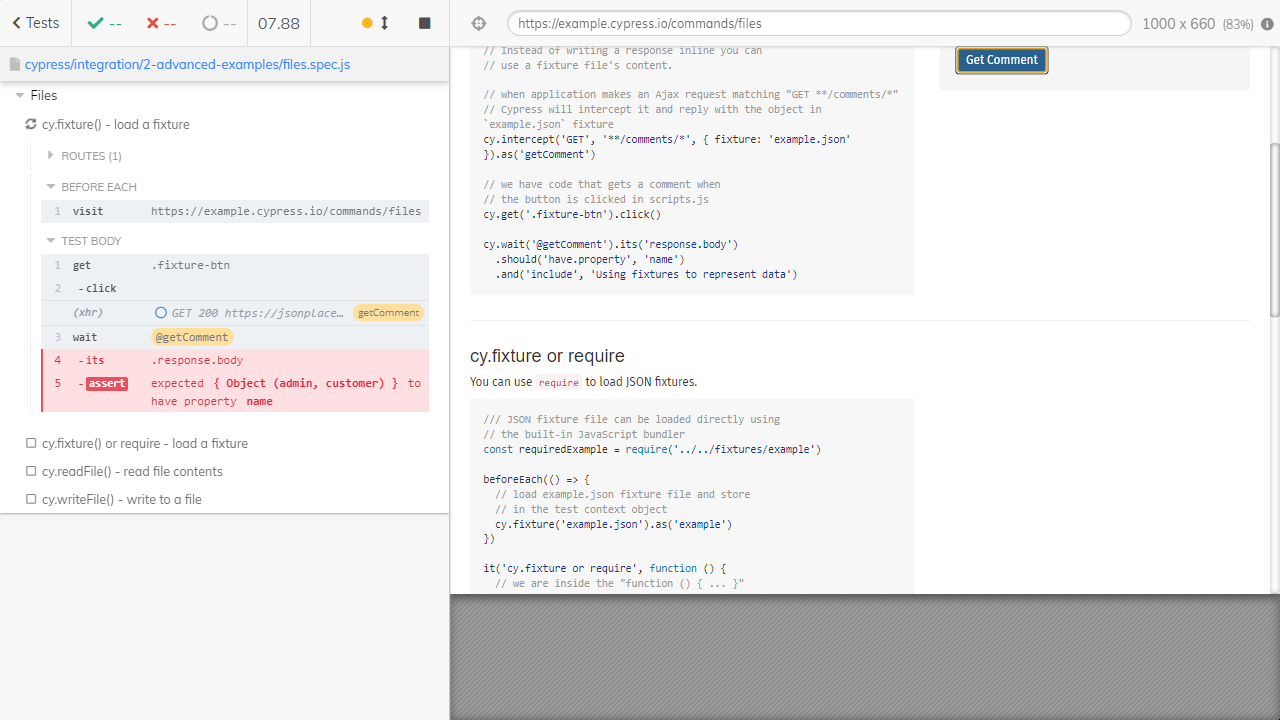 Tests
--
--
--
07.88
https://example.cypress.io/commands/files
1000 x 660 (83%)
cypress/integration/2-advanced-examples/files.spec.js
Files
cy.fixture() - load a fixture
ROUTES (1)
BEFORE EACH
1 visit https://example.cypress.io/commands/files
TEST BODY
1 get .fixture-btn
2 -click
(xhr) GET 200 https://jsonplace… getComment
3 wait @getComment
4 -its .response.body
5 -assert expected { Object (admin, customer) } to
have property name
cy.fixture() or require - load a fixture
cy.readFile() - read file contents
cy.writeFile() - write to a file
// Instead of writing a response inline you can
// use a fixture file's content.
// when application makes an Ajax request matching "GET **/comments/*"
// Cypress will intercept it and reply with the object in
`example.json` fixture
cy.intercept('GET', '**/comments/*', { fixture: 'example.json'
}).as('getComment')
// we have code that gets a comment when
// the button is clicked in scripts.js
cy.get('.fixture-btn').click()
cy.wait('@getComment').its('response.body')
.should('have.property', 'name')
.and('include', 'Using fixtures to represent data')
Get Comment
cy.fixture or require
You can use require to load JSON fixtures.
/// JSON fixture file can be loaded directly using
// the built-in JavaScript bundler
const requiredExample = require('../../fixtures/example')
beforeEach(() => {
// load example.json fixture file and store
// in the test context object
cy.fixture('example.json').as('example')
})
it('cy.fixture or require', function () {
// we are inside the "function () { ... }"